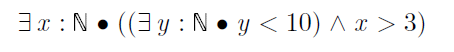 ∃ x : ℕ • ((∃ y : ℕ • y < 10) ∧ x > 3)